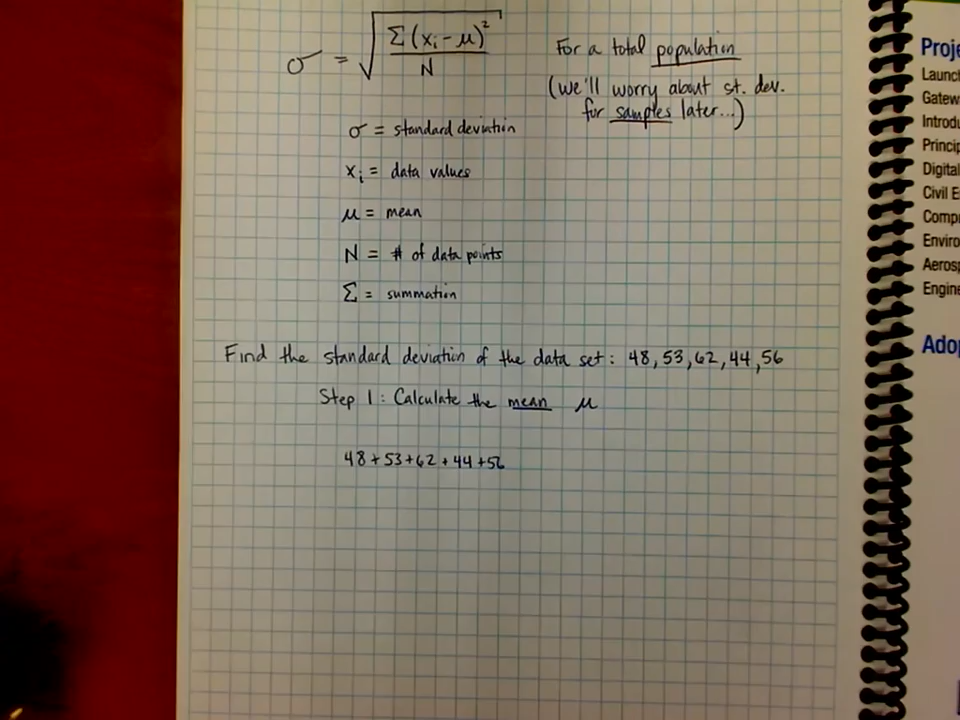 σ = √ Σ(xᵢ - μ)² / N
For a total population
(we'll worry about st. dev.
for samples later...)
σ = standard deviation
xᵢ = data values
μ = mean
N = # of data points
Σ = summation
Find the standard deviation of the data set: 48, 53, 62, 44, 56
Step 1: Calculate the mean μ
48 + 53 + 62 + 44 + 56
Proje
Launc
Gatew
Introdu
Princip
Digital
Civil E
Comp
Enviro
Aerosp
Engine
Adop